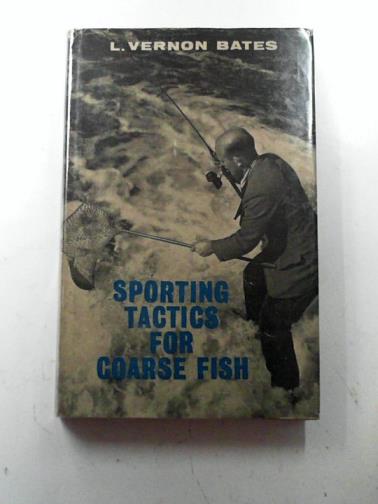 L. VERNON BATES
SPORTING
TACTICS
FOR
COARSE FISH